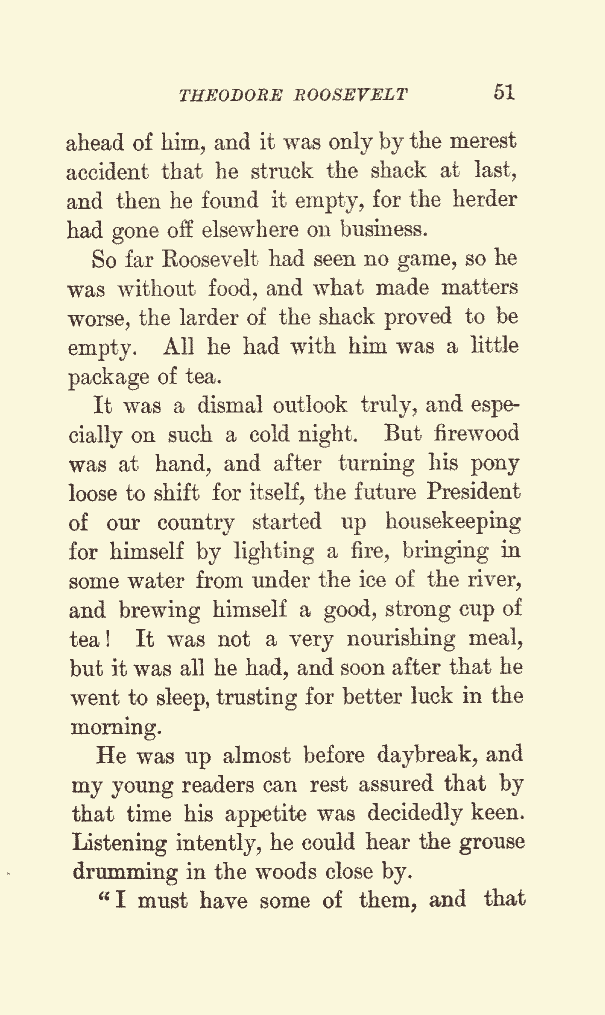 THEODORE ROOSEVELT 51
ahead of him, and it was only by the merest
accident that he struck the shack at last,
and then he found it empty, for the herder
had gone off elsewhere on business.
So far Roosevelt had seen no game, so he
was without food, and what made matters
worse, the larder of the shack proved to be
empty. All he had with him was a little
package of tea.
It was a dismal outlook truly, and espe-
cially on such a cold night. But firewood
was at hand, and after turning his pony
loose to shift for itself, the future President
of our country started up housekeeping
for himself by lighting a fire, bringing in
some water from under the ice of the river,
and brewing himself a good, strong cup of
tea! It was not a very nourishing meal,
but it was all he had, and soon after that he
went to sleep, trusting for better luck in the
morning.
He was up almost before daybreak, and
my young readers can rest assured that by
that time his appetite was decidedly keen.
Listening intently, he could hear the grouse
drumming in the woods close by.
“I must have some of them, and that